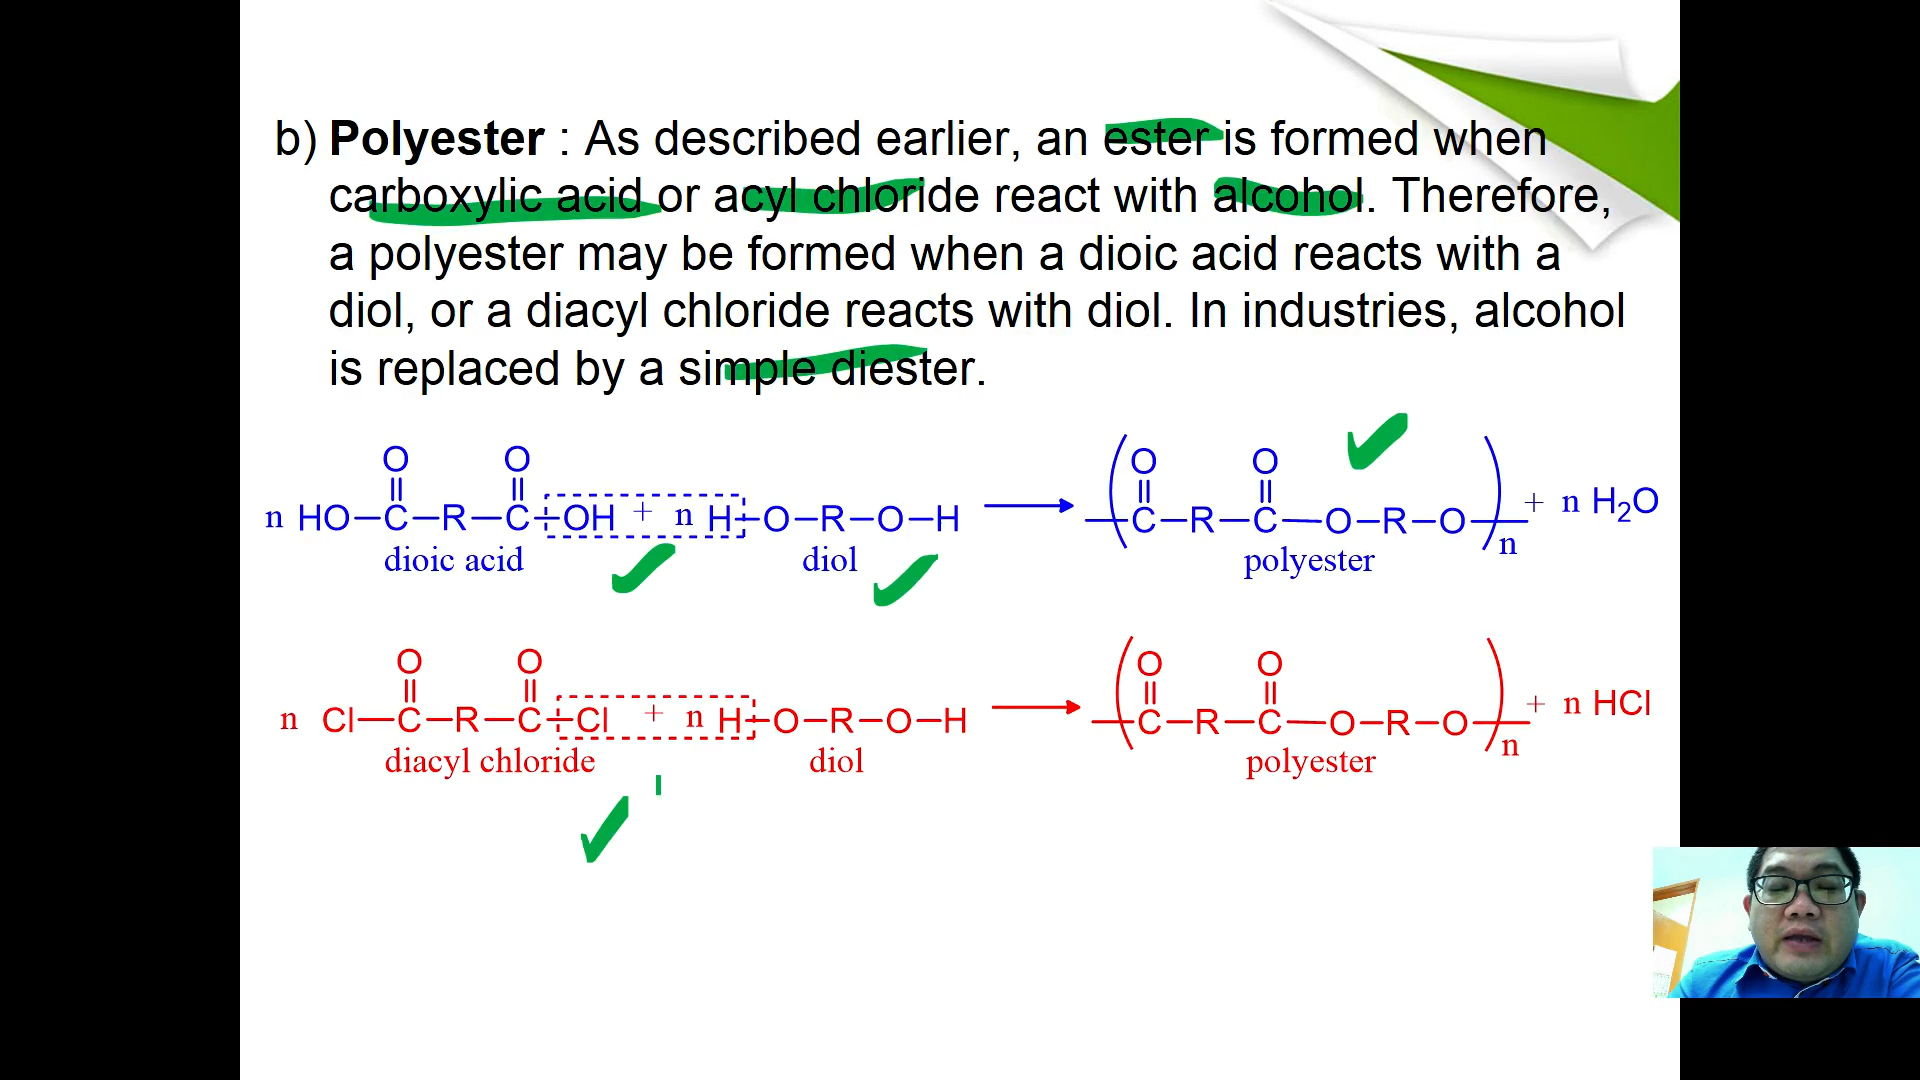 b) Polyester : As described earlier, an ester is formed when
carboxylic acid or acyl chloride react with alcohol. Therefore,
a polyester may be formed when a dioic acid reacts with a
diol, or a diacyl chloride reacts with diol. In industries, alcohol
is replaced by a simple diester.
O O O O
n HO—C—R—C—OH + n H—O—R—O—H → (—C—R—C—O—R—O—)n + n H₂O
dioic acid diol polyester
O O O O
n Cl—C—R—C—Cl + n H—O—R—O—H → (—C—R—C—O—R—O—)n + n HCl
diacyl chloride diol polyester